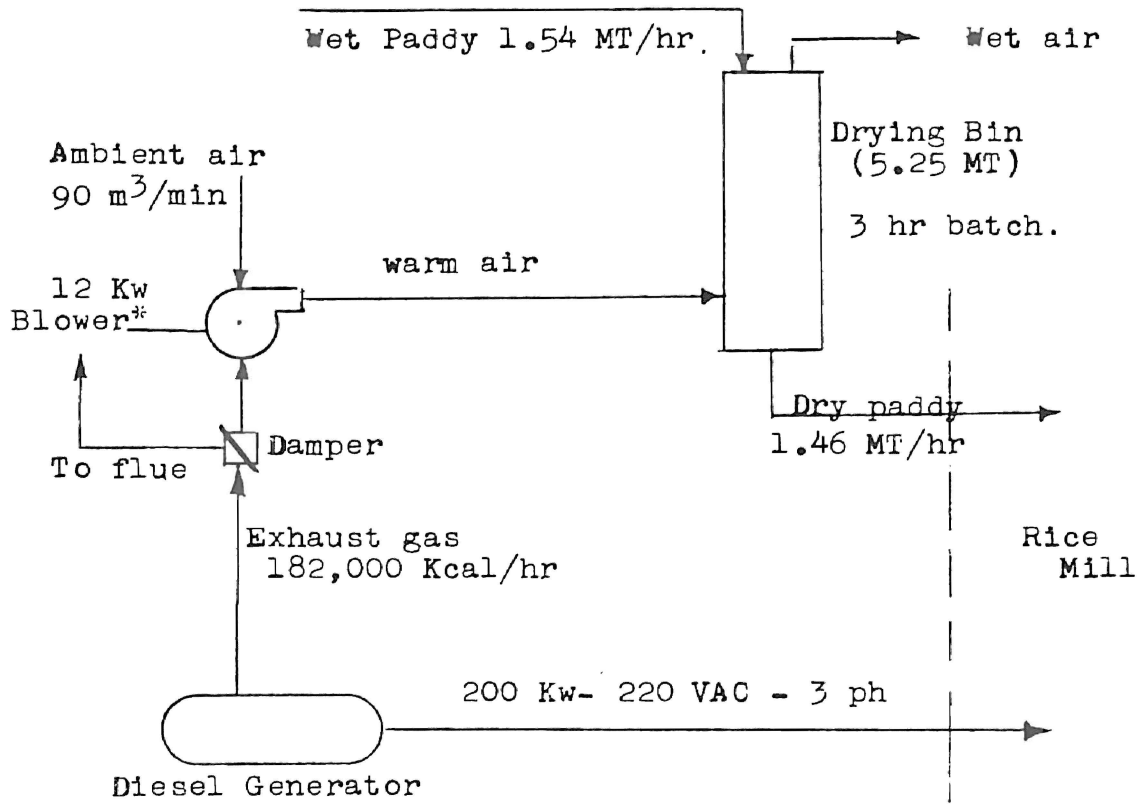 Wet Paddy 1.54 MT/hr.
Wet air
Drying Bin
(5.25 MT)
3 hr batch.
Ambient air
90 m³/min
warm air
12 Kw
Blower*
Damper
To flue
Dry paddy
1.46 MT/hr
Exhaust gas
182,000 Kcal/hr
Rice
Mill
200 Kw- 220 VAC - 3 ph
Diesel Generator